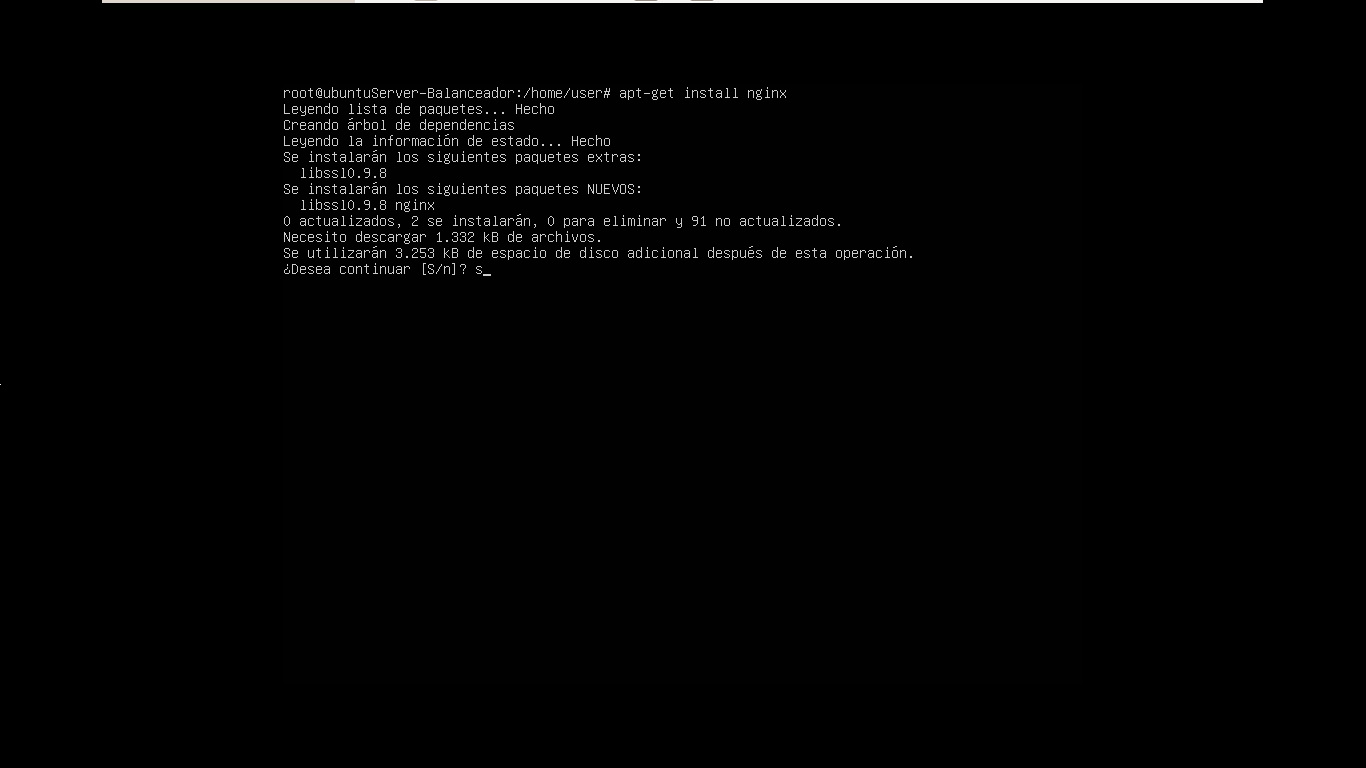 root@ubuntuServer-Balanceador:/home/user# apt-get install nginx
Leyendo lista de paquetes... Hecho
Creando árbol de dependencias
Leyendo la información de estado... Hecho
Se instalarán los siguientes paquetes extras:
  libssl0.9.8
Se instalarán los siguientes paquetes NUEVOS:
  libssl0.9.8 nginx
0 actualizados, 2 se instalarán, 0 para eliminar y 91 no actualizados.
Necesito descargar 1.332 kB de archivos.
Se utilizarán 3.253 kB de espacio de disco adicional después de esta operación.
¿Desea continuar [S/n]? s_